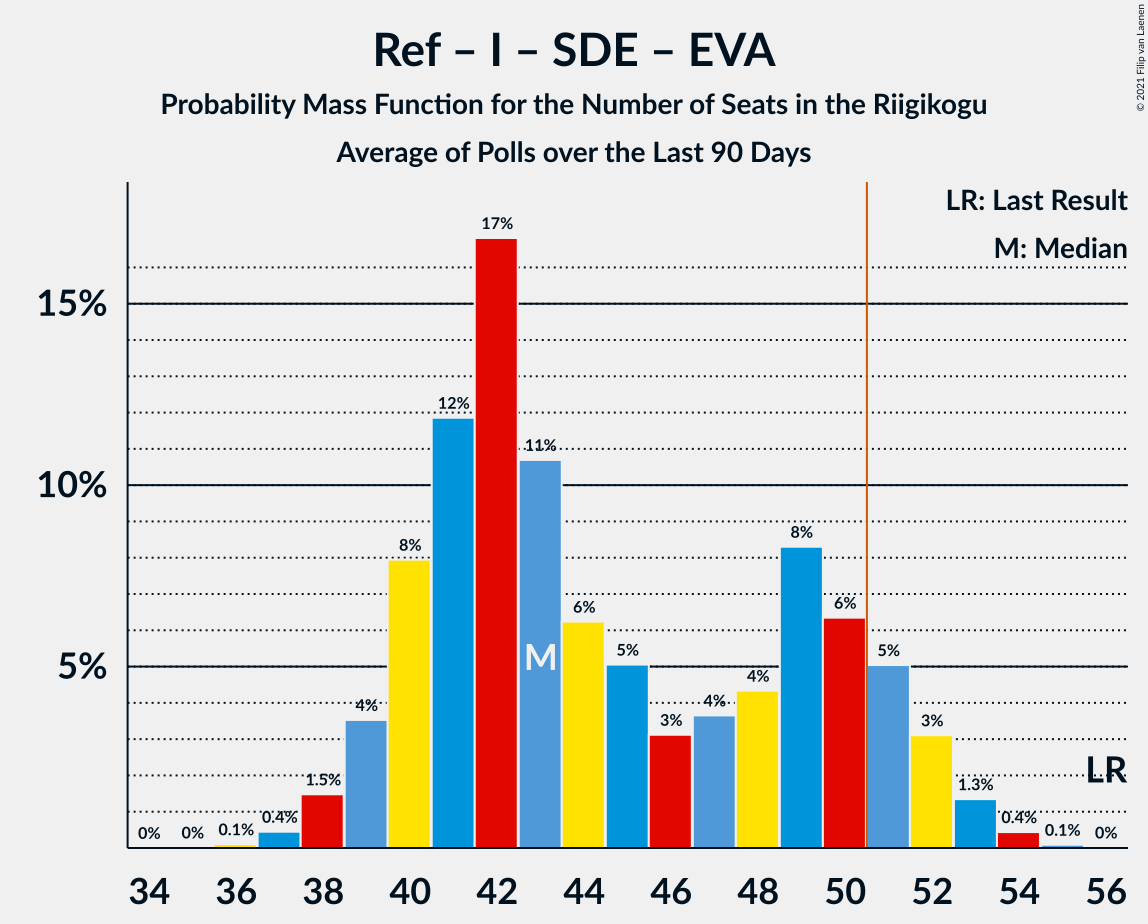 Ref – I – SDE – EVA
Probability Mass Function for the Number of Seats in the Riigikogu
Average of Polls over the Last 90 Days
© 2021 Filip van Laenen
LR: Last Result
M: Median
17%
15%
12%
11%
10%
8%
8%
6%
6%
5%
5%
5%
4%
4%
4%
3%
3%
1.5%
1.3%
0.4%
0.4%
0.1%
0.1%
0%
0%
0%
M
LR
34 36 38 40 42 44 46 48 50 52 54 56